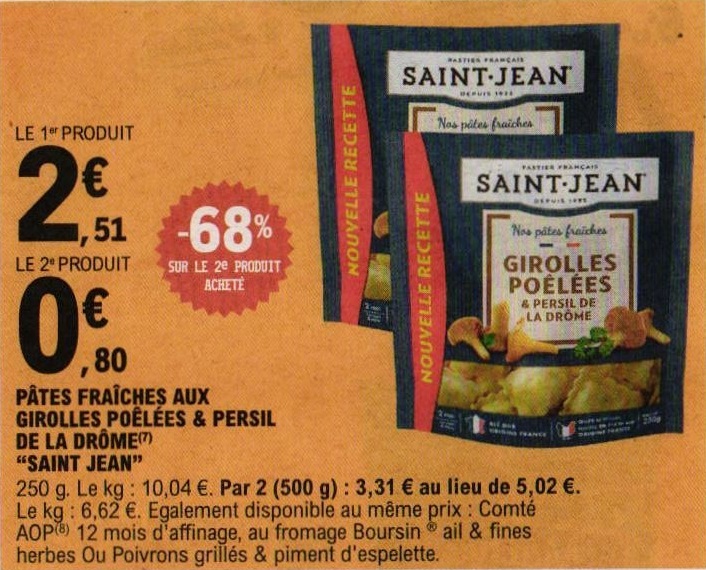 LE 1er PRODUIT
2€,51
LE 2e PRODUIT
0€,80
-68%
SUR LE 2e PRODUIT
ACHETÉ
PÂTES FRAÎCHES AUX
GIROLLES POÊLÉES & PERSIL
DE LA DRÔME(7)
“SAINT JEAN”
250 g. Le kg : 10,04 €. Par 2 (500 g) : 3,31 € au lieu de 5,02 €.
Le kg : 6,62 €. Egalement disponible au même prix : Comté
AOP(8) 12 mois d'affinage, au fromage Boursin ® ail & fines
herbes Ou Poivrons grillés & piment d'espelette.
NOUVELLE RECETTE
PASTIER FRANÇAIS
SAINT·JEAN
Nos pâtes fraîches
NOUVELLE RECETTE
PASTIER FRANÇAIS
SAINT·JEAN
Nos pâtes fraîches
GIROLLES
POÊLÉES
& PERSIL DE
LA DRÔME
250g